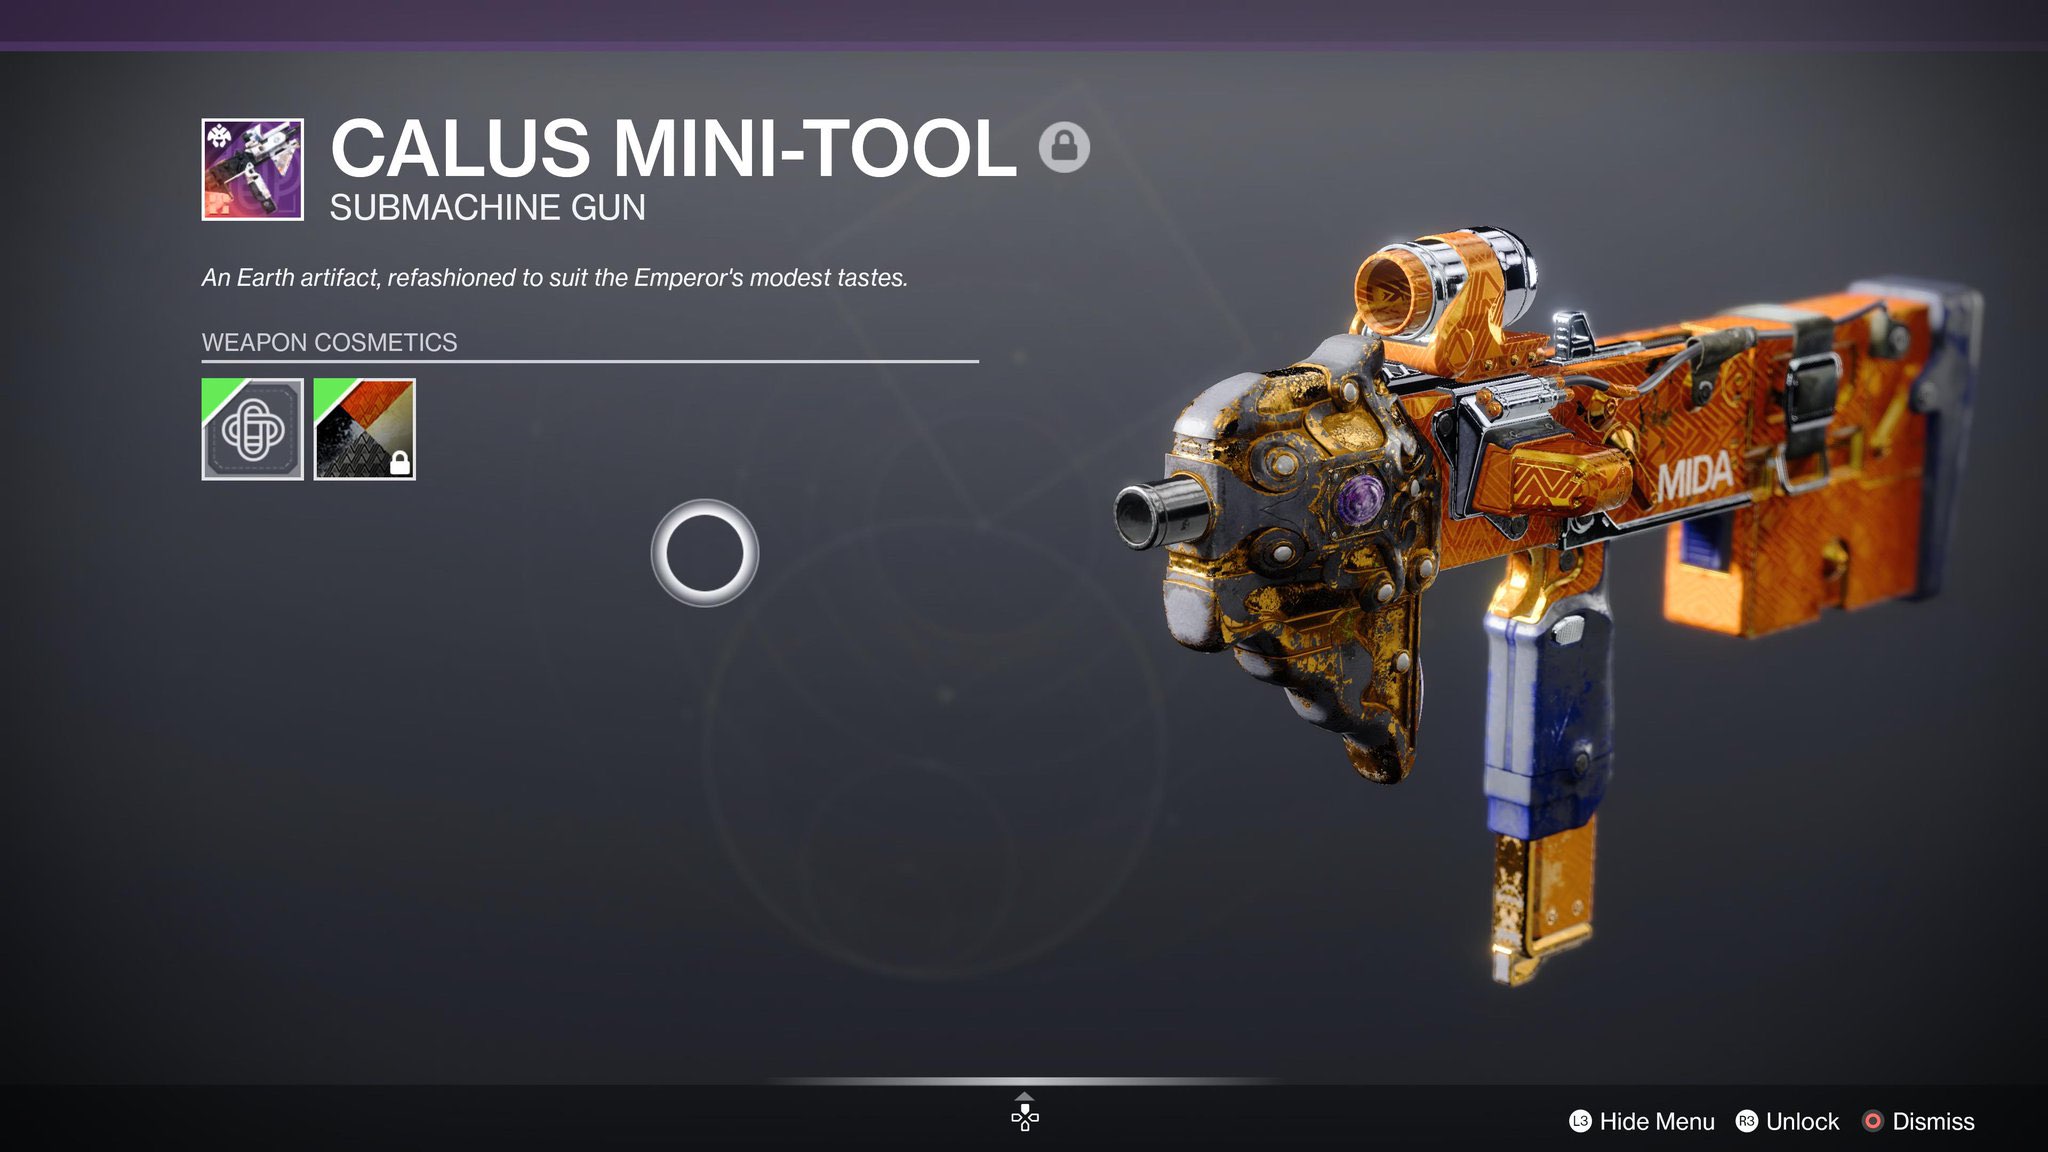 CALUS MINI-TOOL
SUBMACHINE GUN
An Earth artifact, refashioned to suit the Emperor's modest tastes.
WEAPON COSMETICS
MIDA
L3 Hide Menu R3 Unlock Dismiss